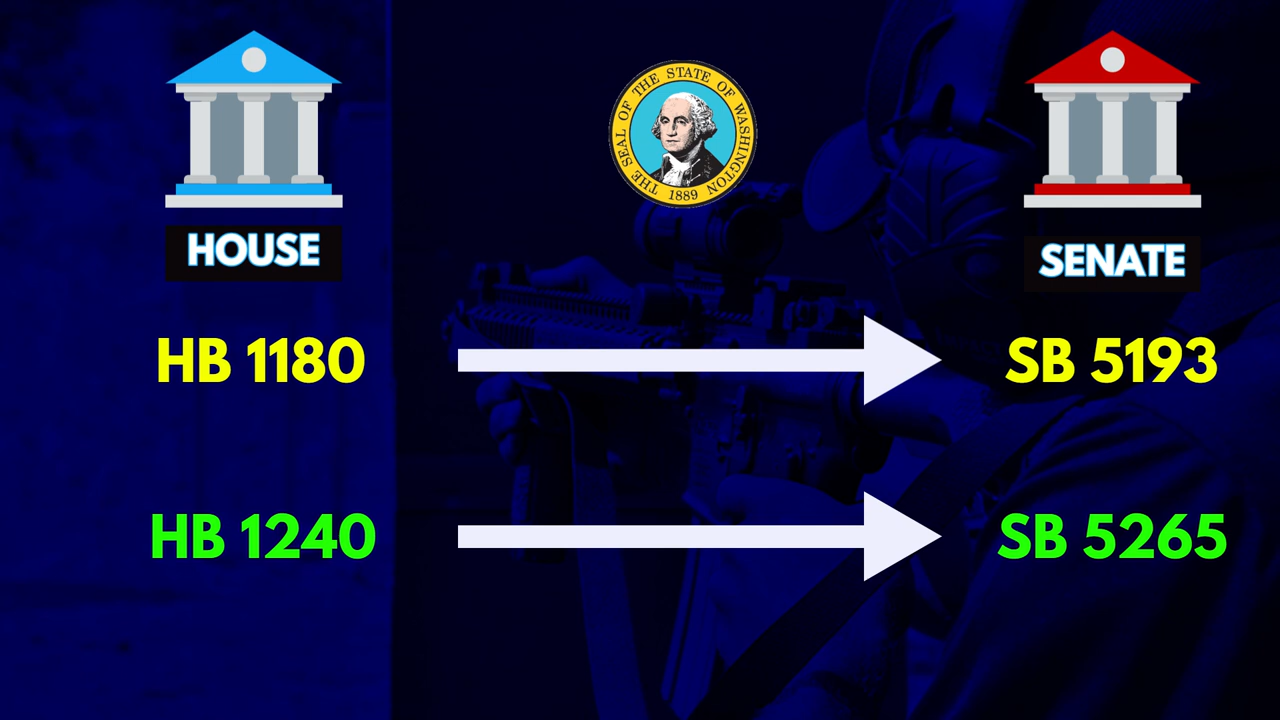 THE SEAL OF THE STATE OF WASHINGTON
1889
HOUSE
SENATE
HB 1180
SB 5193
HB 1240
SB 5265